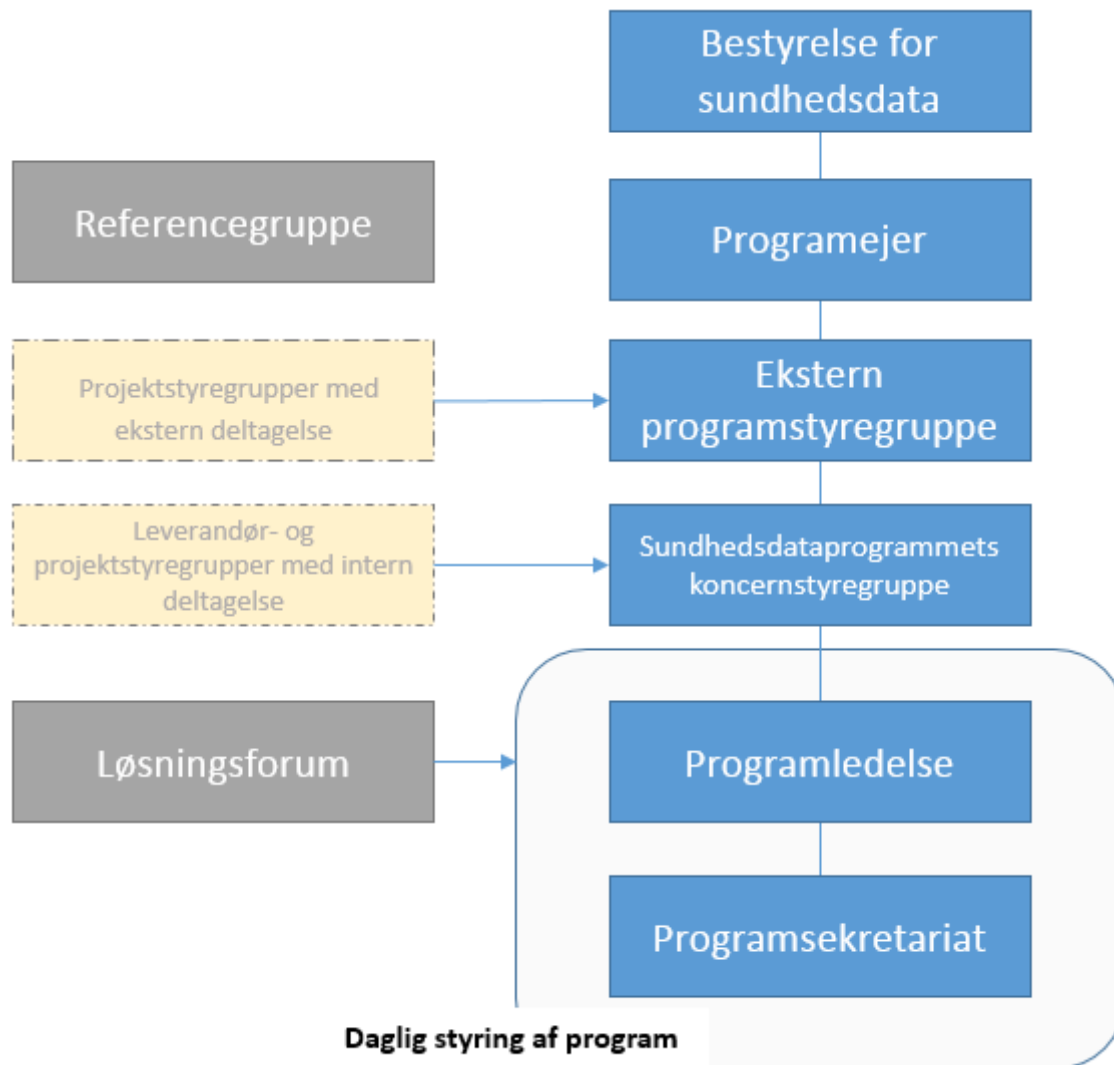 Bestyrelse for
sundhedsdata
Referencegruppe
Programejer
Projektstyregrupper med
ekstern deltagelse
Ekstern
programstyregruppe
Leverandør- og
projektstyregrupper med intern
deltagelse
Sundhedsdataprogrammets
koncernstyregruppe
Løsningsforum
Programledelse
Programsekretariat
Daglig styring af program